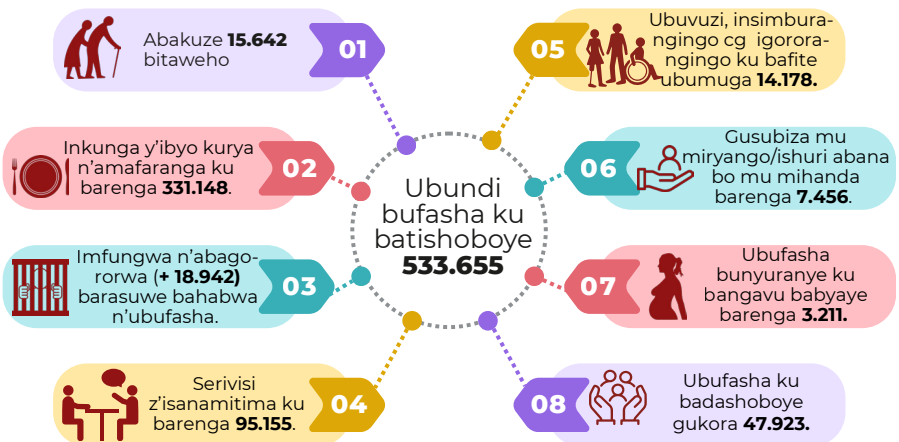 Abakuze 15.642
bitaweho
01
Inkunga y'ibyo kurya
n'amafaranga ku
barenga 331.148.
02
Imfungwa n'abago-
rorwa (+ 18.942)
barasuwe bahabwa
n'ubufasha.
03
Serivisi
z'isanamitima ku
barenga 95.155.
04
Ubundi
bufasha ku
batishoboye
533.655
05
Ubuvuzi, insimbura-
ngingo cg igorora-
ngingo ku bafite
ubumuga 14.178.
06
Gusubiza mu
miryango/ishuri abana
bo mu mihanda
barenga 7.456.
07
Ubufasha
bunyuranye ku
bangavu babyaye
barenga 3.211.
08
Ubufasha ku
badashoboye
gukora 47.923.